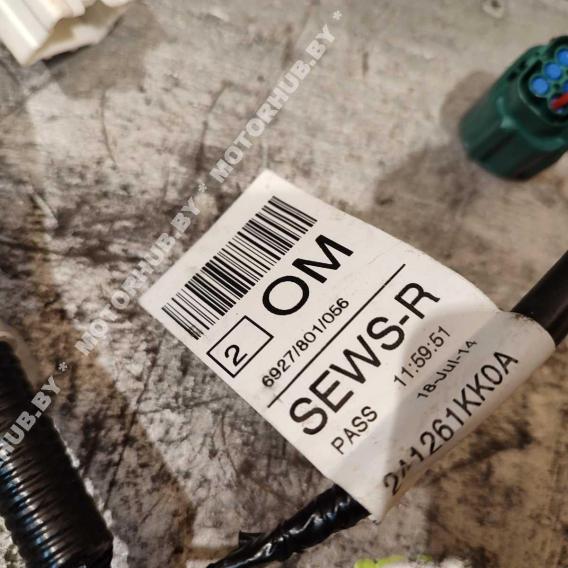 2 OM
6927/801/056
SEWS-R
PASS 11:59:51
18-Jul-14
241261KK0A
* MOTORHUB.BY * MOTORHUB.BY *
HUB.BY *